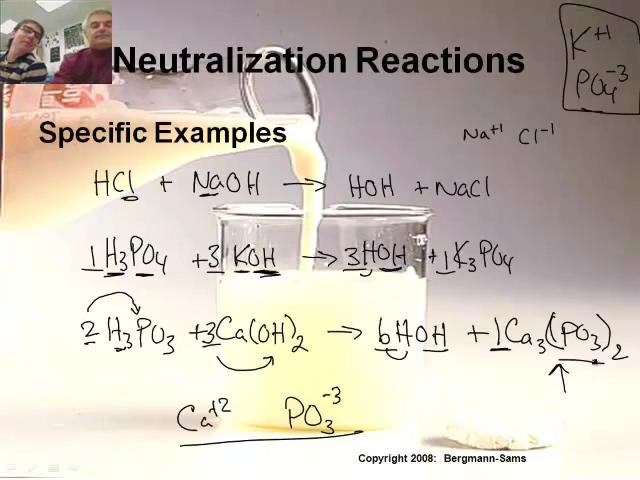 Neutralization Reactions
K+1
PO4-3
Specific Examples
Na+1 Cl-1
HCl + NaOH → HOH + NaCl
1H3PO4 + 3KOH → 3HOH + 1K3PO4
2H3PO3 + 3Ca(OH)2 → 6HOH + 1Ca3(PO3)2
Ca+2 PO3-3
Copyright 2008: Bergmann-Sams